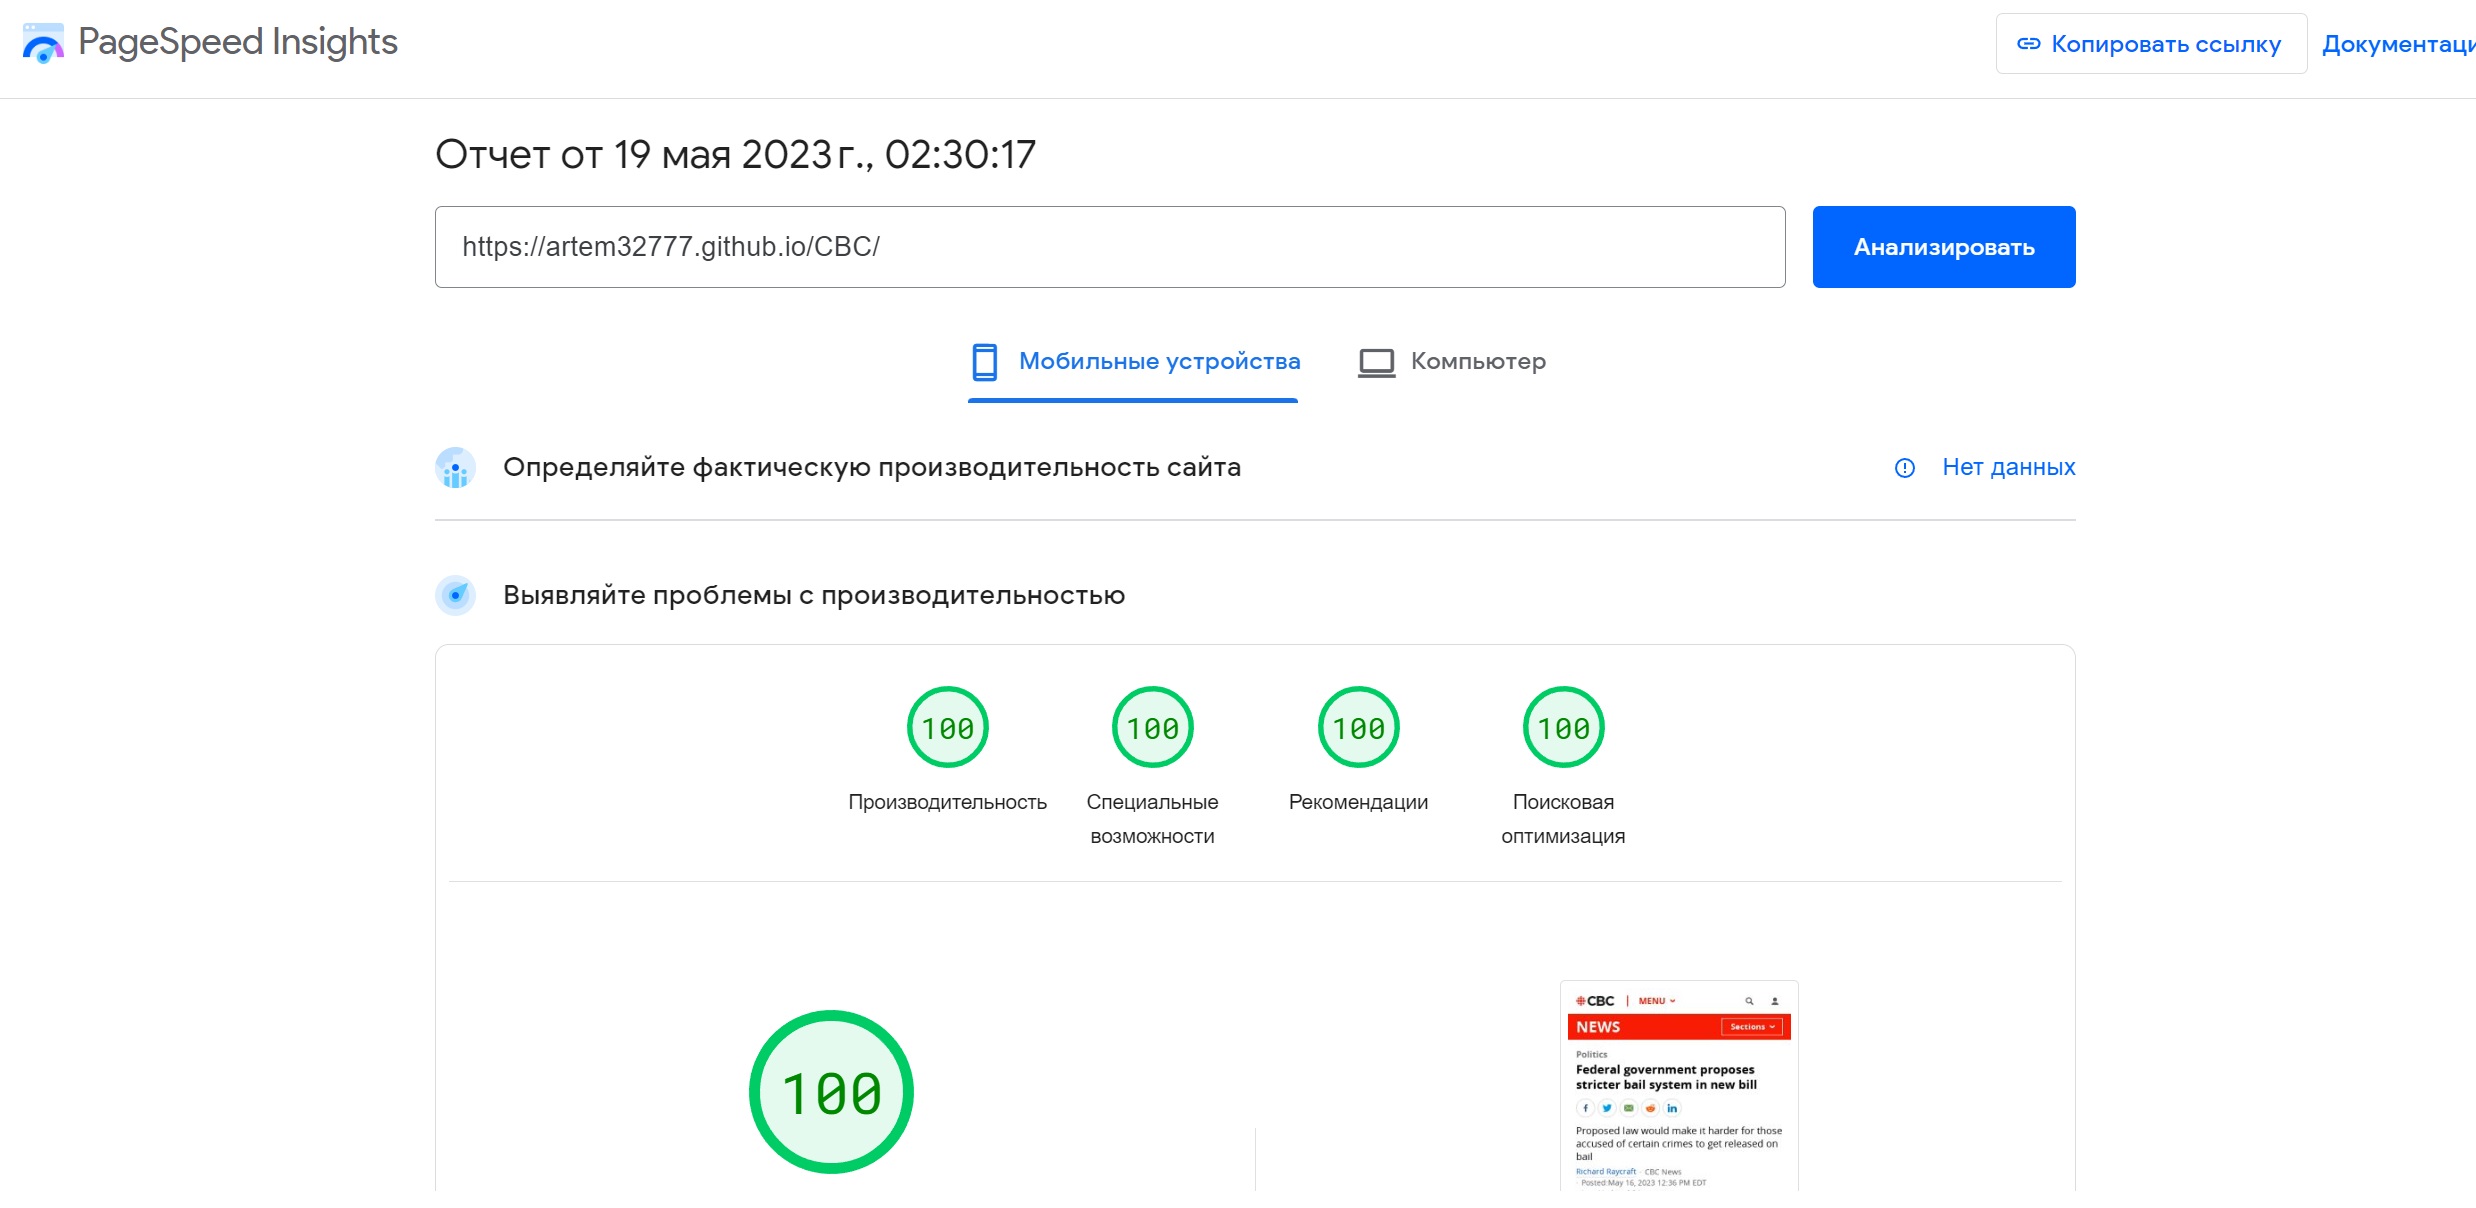 PageSpeed Insights
Копировать ссылку
Документаци
Отчет от 19 мая 2023 г., 02:30:17
https://artem32777.github.io/CBC/
Анализировать
Мобильные устройства
Компьютер
Определяйте фактическую производительность сайта
Нет данных
Выявляйте проблемы с производительностью
100
Производительность
100
Специальные
возможности
100
Рекомендации
100
Поисковая
оптимизация
100
CBC
MENU
NEWS
Sections
Politics
Federal government proposes
stricter bail system in new bill
Proposed law would make it harder for those
accused of certain crimes to get released on
bail
Richard Raycraft · CBC News
· Posted:May 16, 2023 12:36 PM EDT